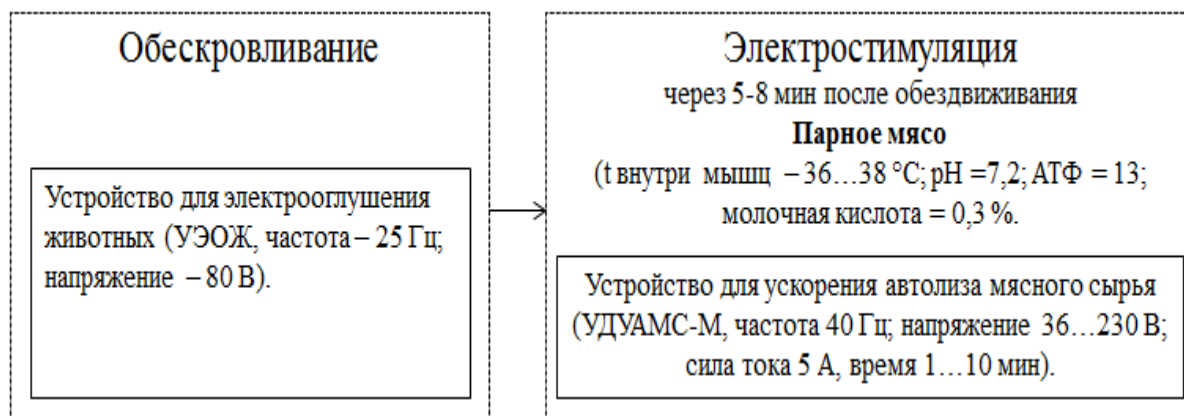 Обескровливание
Устройство для электрооглушения
животных (УЭОЖ, частота – 25 Гц;
напряжение – 80 В).
Электростимуляция
через 5-8 мин после обездвиживания
Парное мясо
(t внутри мышц – 36…38 °С; рН =7,2; АТФ = 13;
молочная кислота = 0,3 %.
Устройство для ускорения автолиза мясного сырья
(УДУАМС-М, частота 40 Гц; напряжение 36…230 В;
сила тока 5 А, время 1…10 мин).